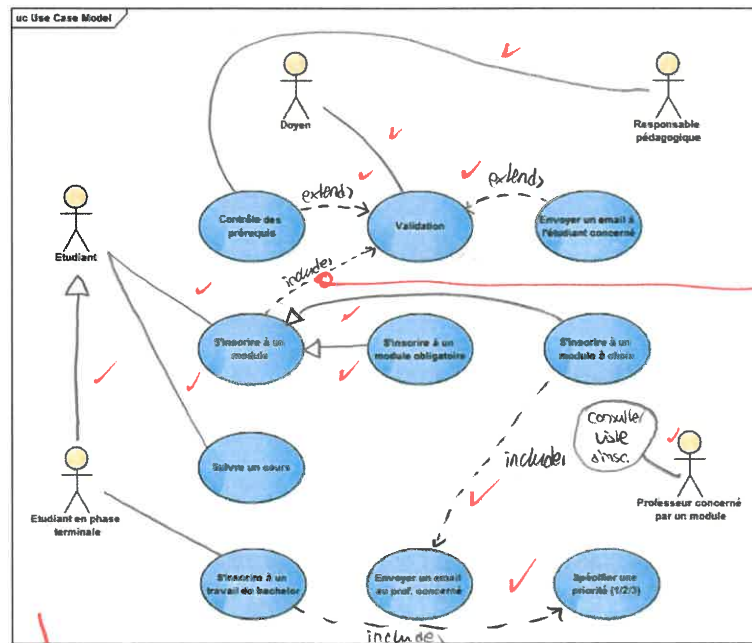 uc Use Case Model
Doyen
Responsable
pédagogique
Etudiant
Contrôle des
prérequis
extends
Validation
extends
Envoyer un email à
l'étudiant concerné
includes
S'inscrire à un
module
S'inscrire à un
module obligatoire
S'inscrire à un
module à choix
Suivre un cours
includes
Consulter
liste
d'insc.
Professeur concerné
par un module
Etudiant en phase
terminale
S'inscrire à un
travail de bachelor
Envoyer un email
au prof. concerné
Spécifier une
priorité (1/2/3)
includes